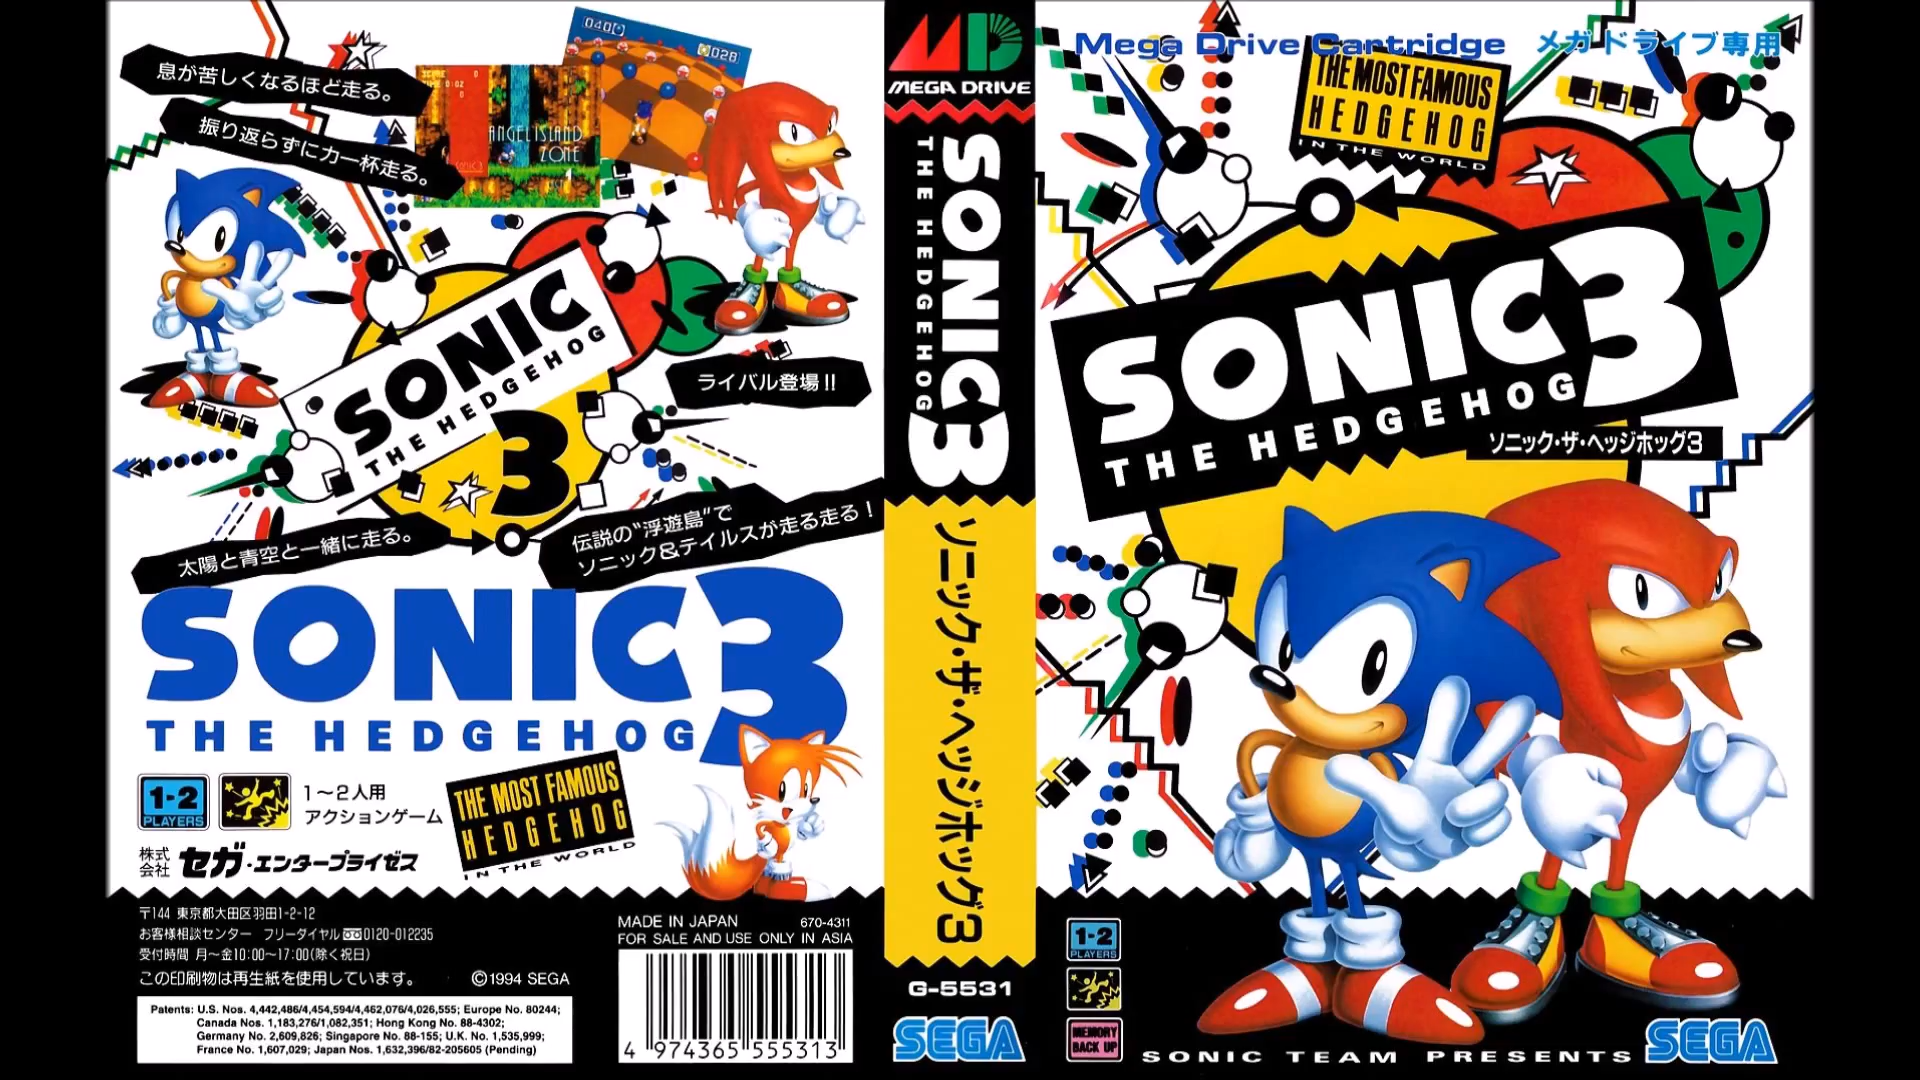 息が苦しくなるほど走る。
振り返らずに力一杯走る。
040
028
SCORE 0
TIME 0:02
0
ANGEL ISLAND
ZONE
SONIC 3
SONIC
THE HEDGEHOG
3
ライバル登場!!
太陽と青空と一緒に走る。
伝説の“浮遊島”で
ソニック&テイルスが走る走る!
SONIC 3
THE HEDGEHOG
1-2
PLAYERS
1〜2人用
アクションゲーム
THE MOST FAMOUS
HEDGEHOG
IN THE WORLD
株式会社 セガ・エンタープライゼス
〒144 東京都大田区羽田1-2-12
お客様相談センター フリーダイヤル 0120-012235
受付時間 月〜金10:00〜17:00(除く祝日)
この印刷物は再生紙を使用しています。
©1994 SEGA
Patents: U.S. Nos. 4,442,486/4,454,594/4,462,076/4,026,555; Europe No. 80244;
Canada Nos. 1,183,276/1,082,351; Hong Kong No. 88-4302;
Germany No. 2,609,826; Singapore No. 88-155; U.K. No. 1,535,999;
France No. 1,607,029; Japan Nos. 1,632,396/82-205605 (Pending)
MADE IN JAPAN 670-4311
FOR SALE AND USE ONLY IN ASIA
4 974365 555313
MD
MEGA DRIVE
SONIC 3
THE HEDGEHOG
ソニック・ザ・ヘッジホッグ3
G-5531
SEGA
Mega Drive Cartridge メガドライブ専用
THE MOST FAMOUS
HEDGEHOG
IN THE WORLD
SONIC 3
THE HEDGEHOG
ソニック・ザ・ヘッジホッグ3
1-2
PLAYERS
MEMORY
BACK UP
SONIC TEAM PRESENTS
SEGA